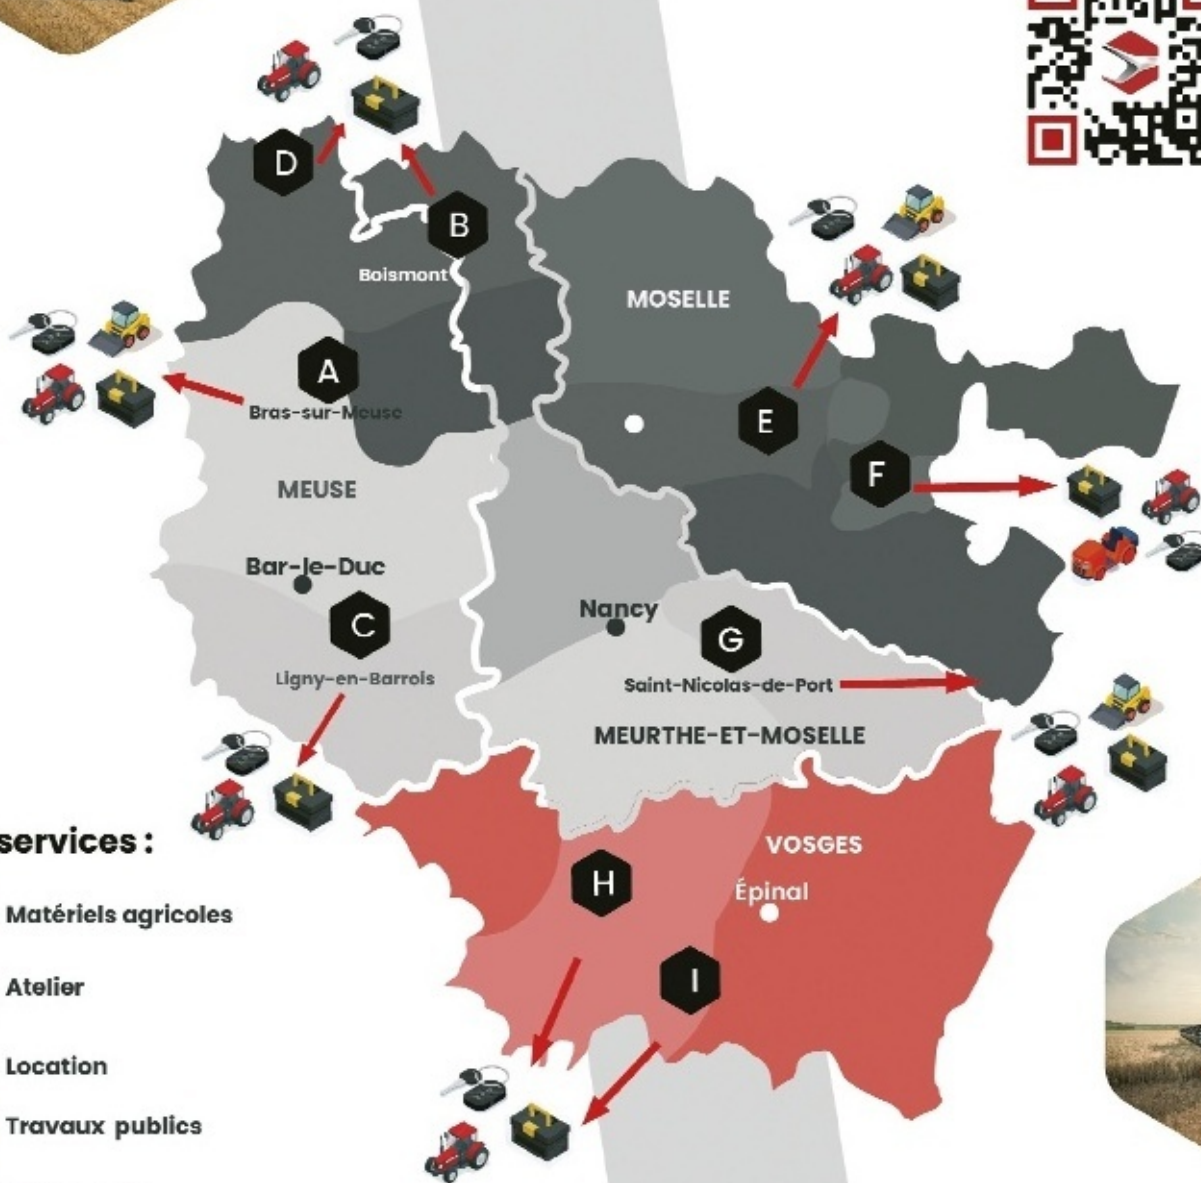 D
B
Boismont
MOSELLE
A
Bras-sur-Meuse
E
F
MEUSE
Bar-le-Duc
C
Nancy
G
Ligny-en-Barrois
Saint-Nicolas-de-Port
MEURTHE-ET-MOSELLE
services :
VOSGES
H
Épinal
Matériels agricoles
I
Atelier
Location
Travaux publics